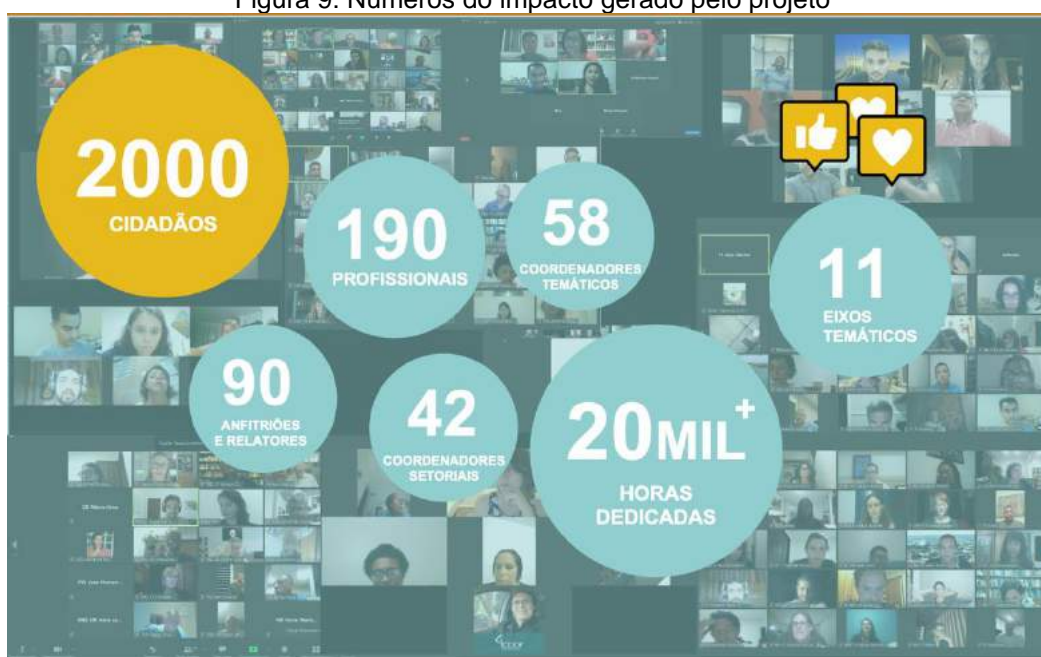 Figura 9: Números do impacto gerado pelo projeto
2000
CIDADÃOS
190
PROFISSIONAIS
58
COORDENADORES
TEMÁTICOS
11
EIXOS
TEMÁTICOS
90
ANFITRIÕES
E RELATORES
42
COORDENADORES
SETORIAIS
20MIL+
HORAS
DEDICADAS